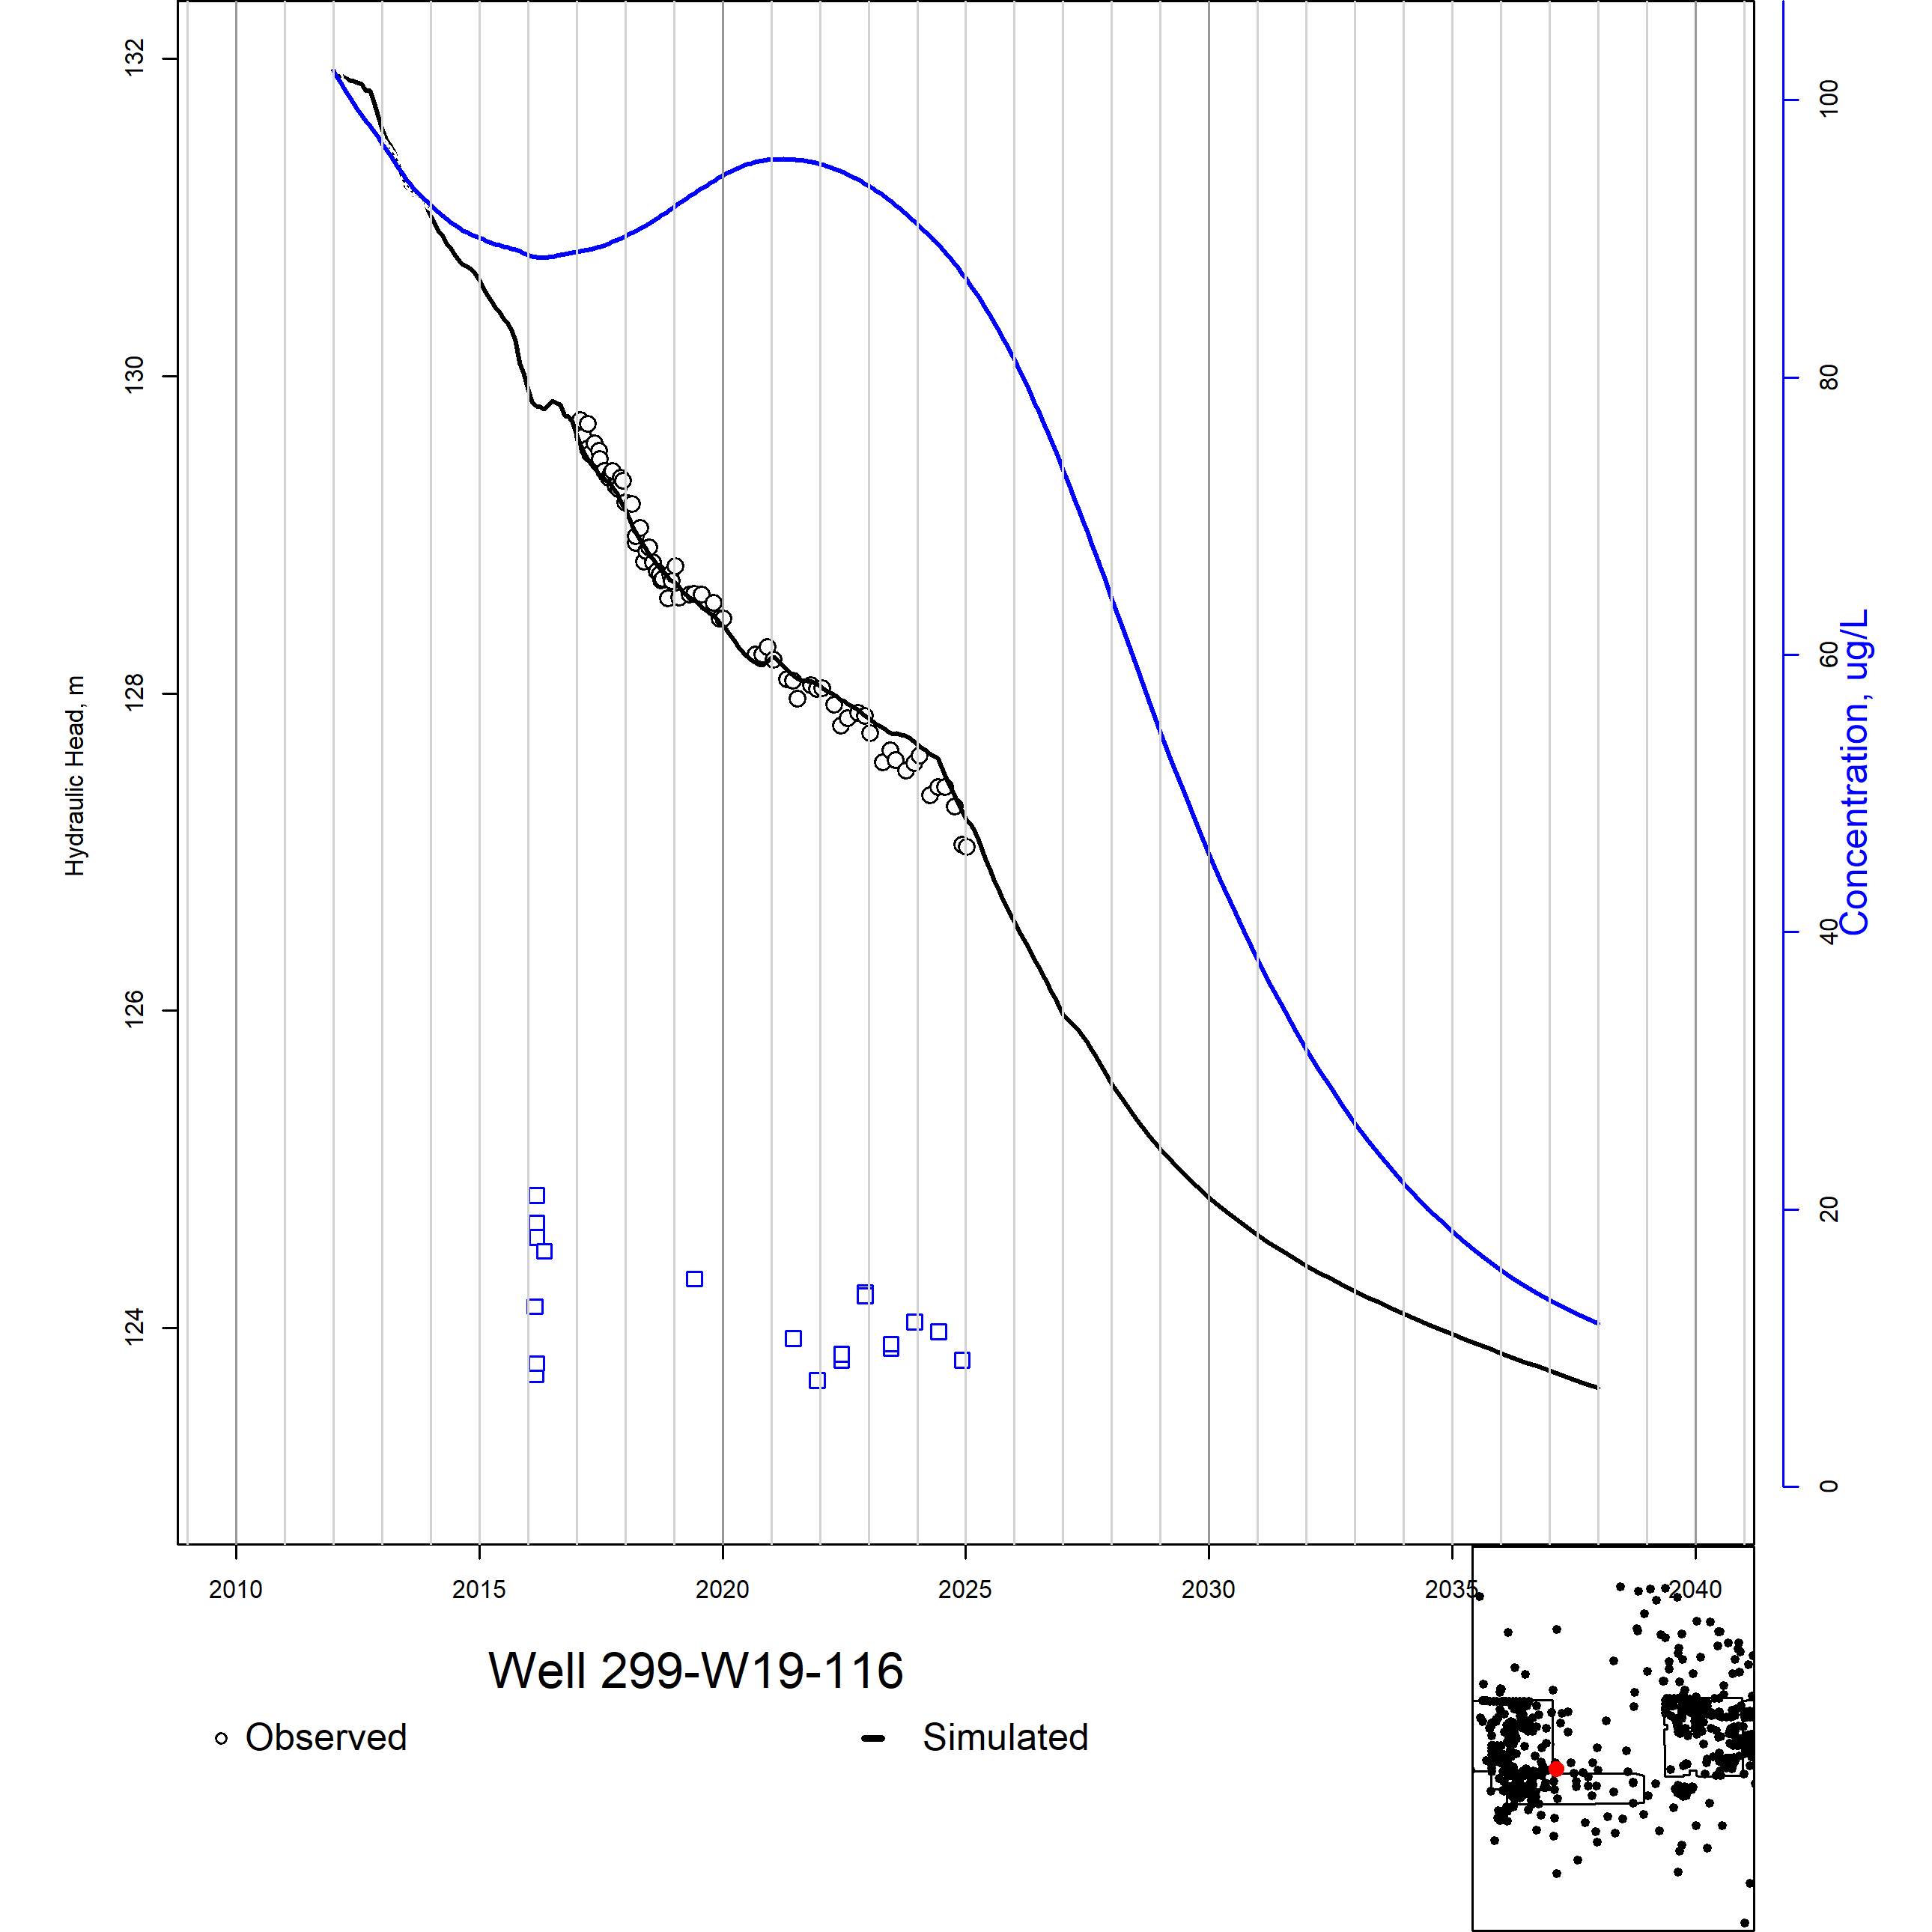 132
130
128
126
124
Hydraulic Head, m
100
80
60
40
20
0
Concentration, ug/L
2010 2015 2020 2025 2030 2035 2040
Well 299-W19-116
Observed Simulated